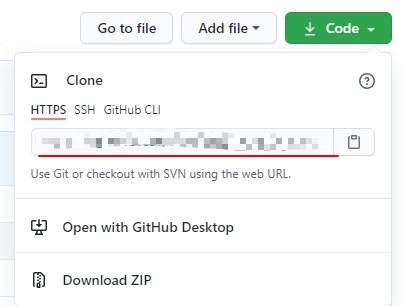 Go to file Add file Code
Clone
HTTPS SSH GitHub CLI
Use Git or checkout with SVN using the web URL.
Open with GitHub Desktop
Download ZIP